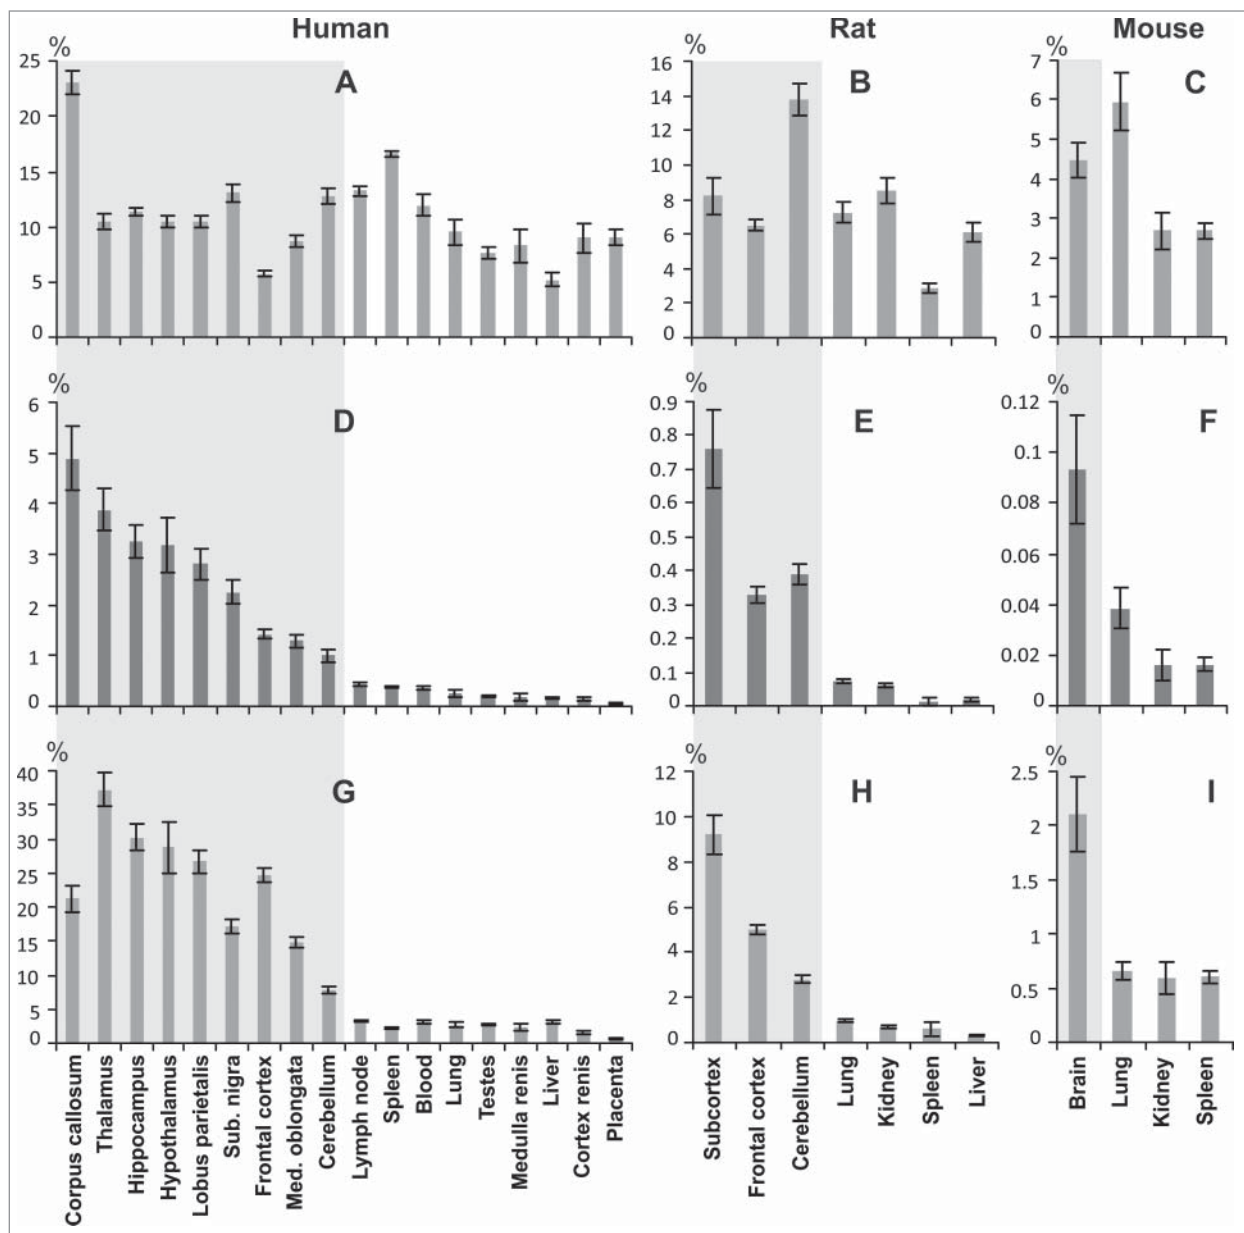 Human
Rat
Mouse
%
A
25
20
15
10
5
0
%
B
16
14
12
10
8
6
4
2
0
%
C
7
6
5
4
3
2
1
0
%
D
6
5
4
3
2
1
0
%
E
0.9
0.8
0.7
0.6
0.5
0.4
0.3
0.2
0.1
0
%
F
0.12
0.1
0.08
0.06
0.04
0.02
0
%
G
40
35
30
25
20
15
10
5
0
%
H
12
10
8
6
4
2
0
%
I
2.5
2
1.5
1
0.5
0
Corpus callosum
Thalamus
Hippocampus
Hypothalamus
Lobus parietalis
Sub. nigra
Frontal cortex
Med. oblongata
Cerebellum
Lymph node
Spleen
Blood
Lung
Testes
Medulla renis
Liver
Cortex renis
Placenta
Subcortex
Frontal cortex
Cerebellum
Lung
Kidney
Spleen
Liver
Brain
Lung
Kidney
Spleen